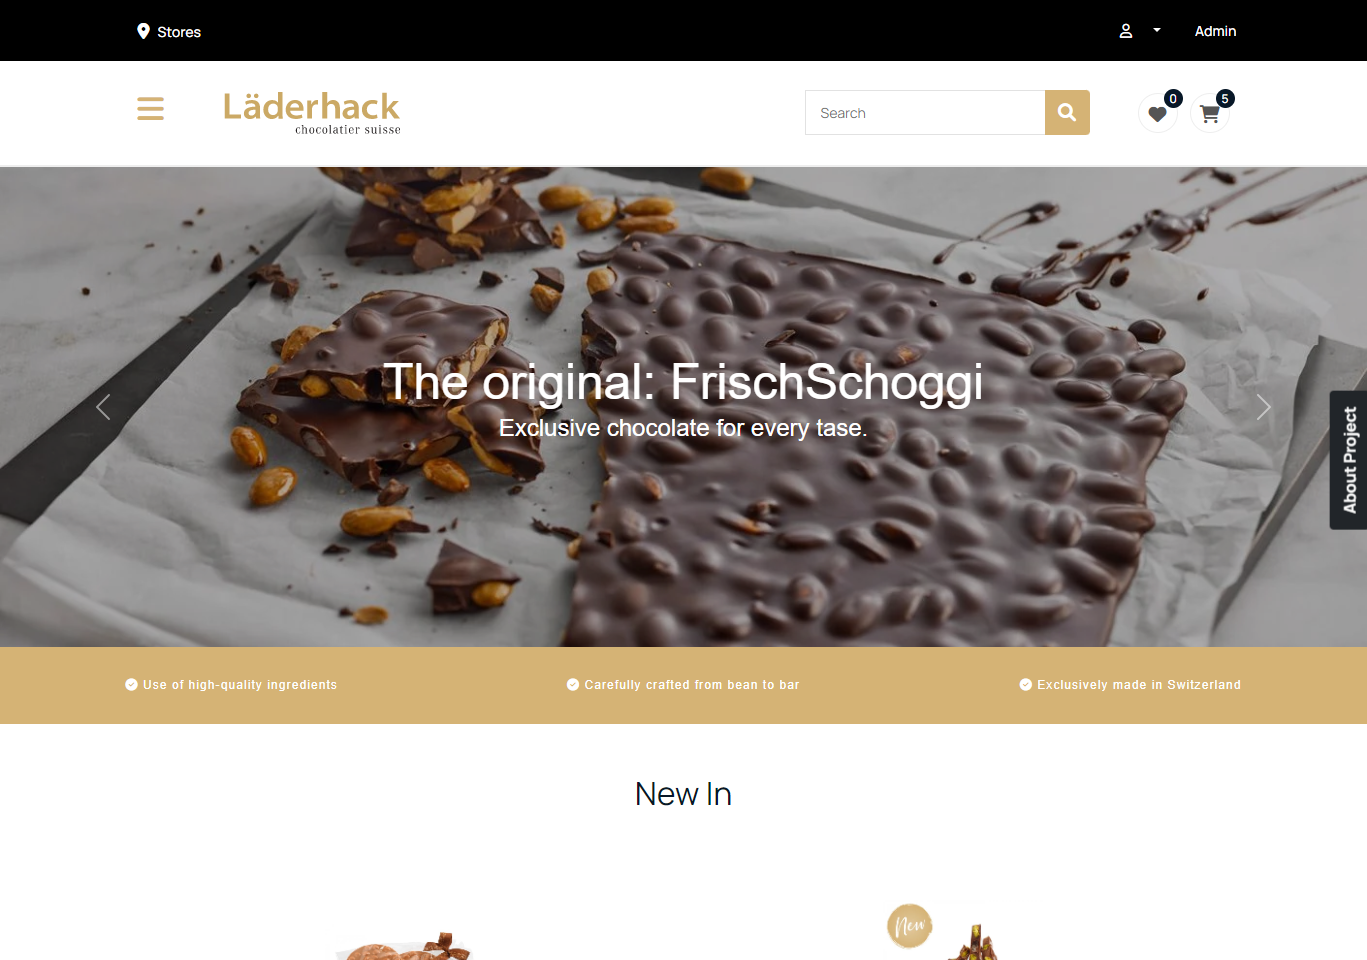 Stores
Admin
Läderhack
chocolatier suisse
Search
0
5
The original: FrischSchoggi
Exclusive chocolate for every tase.
About Project
Use of high-quality ingredients
Carefully crafted from bean to bar
Exclusively made in Switzerland
New In
New